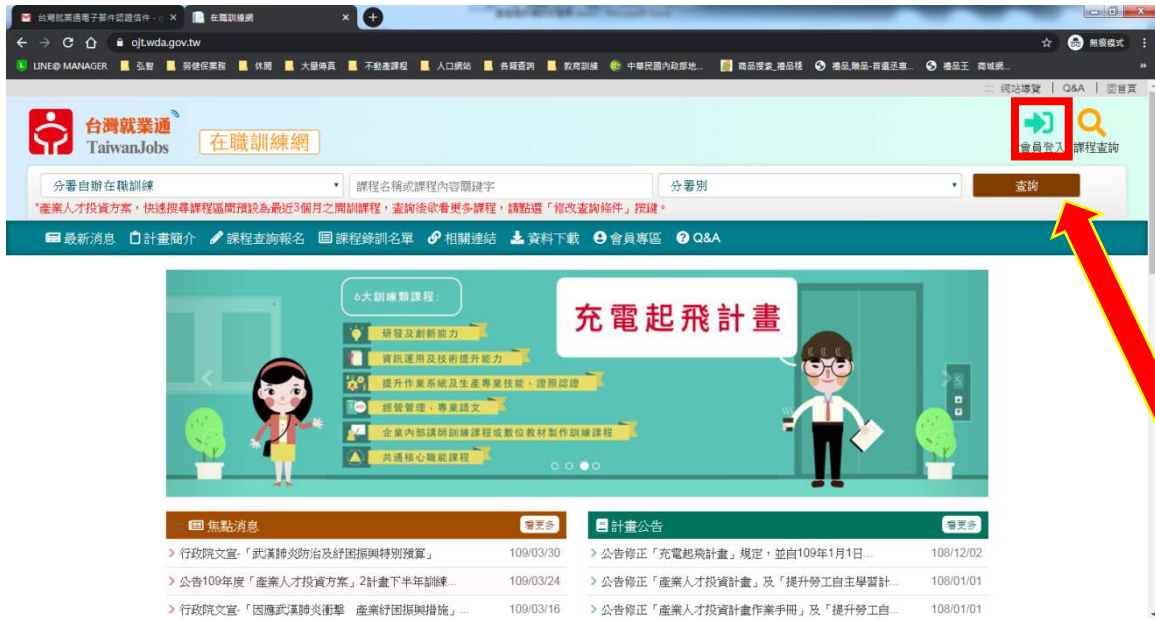 台灣就業通電子郵件認證信件 -
在職訓練網
ojt.wda.gov.tw
無痕模式
LINE@ MANAGER
弘智
勞健保業務
休閒
大量傳真
不動產課程
人口網站
各類查詢
教育訓練
中華民國內政部地...
商品搜索_禮品棧
禮品王 商城網...
網站導覽 | Q&A | 回首頁
台灣就業通
TaiwanJobs
在職訓練網
會員登入
課程查詢
分署自辦在職訓練
課程名稱或課程內容關鍵字
分署別
查詢
*產業人才投資方案，快速搜尋課程區間預設為最近3個月之開訓課程，查詢後欲看更多課程，請點選「修改查詢條件」按鍵。
最新消息
計畫簡介
課程查詢報名
課程錄訓名單
相關連結
資料下載
會員專區
Q&A
6大訓練類課程:
研發及創新能力
資訊運用及技術提升能力
提升作業系統及生產專業技能、證照認證
經營管理、專業語文
企業內部講師訓練課程或數位教材製作訓練課程
共通核心職能課程
充電起飛計畫
5
焦點消息
看更多
行政院文宣-「武漢肺炎防治及紓困振興特別預算」 109/03/30
公告109年度「產業人才投資方案」2計畫下半年訓練... 109/03/24
行政院文宣-「因應武漢肺炎衝擊 產業紓困振興措施」... 109/03/16
計畫公告
看更多
公告修正「充電起飛計畫」規定，並自109年1月1日... 108/12/02
公告修正「產業人才投資計畫」及「提升勞工自主學習計... 108/01/01
公告修正「產業人才投資計畫作業手冊」及「提升勞工自... 108/01/01